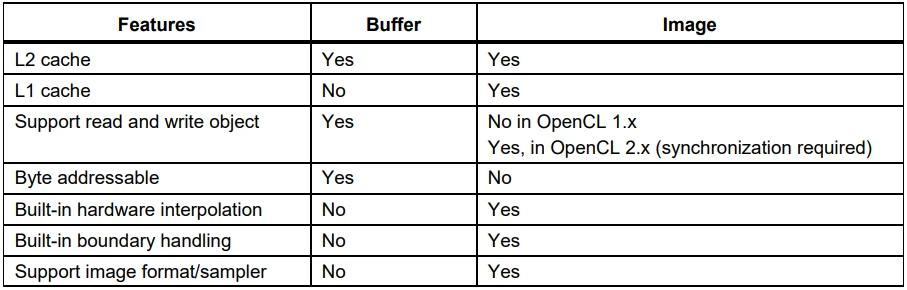 Features Buffer Image
L2 cache Yes Yes
L1 cache No Yes
Support read and write object Yes No in OpenCL 1.x
Yes, in OpenCL 2.x (synchronization required)
Byte addressable Yes No
Built-in hardware interpolation No Yes
Built-in boundary handling No Yes
Support image format/sampler No Yes